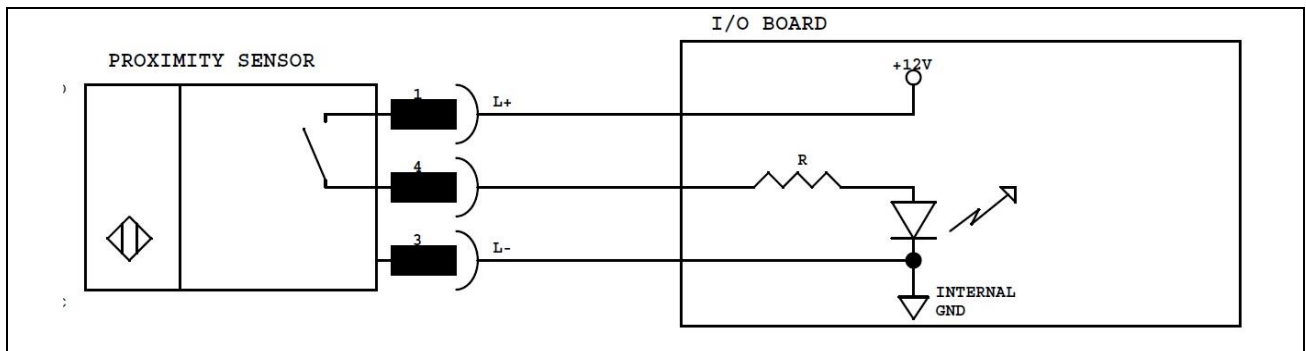 I/O BOARD
PROXIMITY SENSOR
+12V
1
L+
4
R
3
L-
INTERNAL
GND